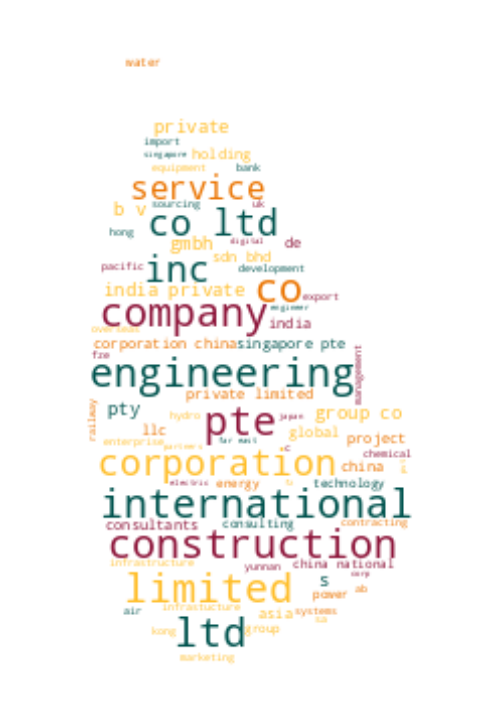 water
private
import
singapore holding
equipment bank
service
b v sourcing uk
co ltd
hong
gmbh digital de
sdn bhd
pacific inc development
india private co export
engineer
company india
overseas
corporation china singapore pte
fze
engineering management
private limited
railway pty hydro pte japan group co
llc global project
enterprise far east
partners
chemical
corporation china
electric energy technology
international
consultants consulting contracting
construction
infrastructure yunnan china national
corp
limited s power ab
air infrastructure asia systems
sa
kong ltd group
marketing